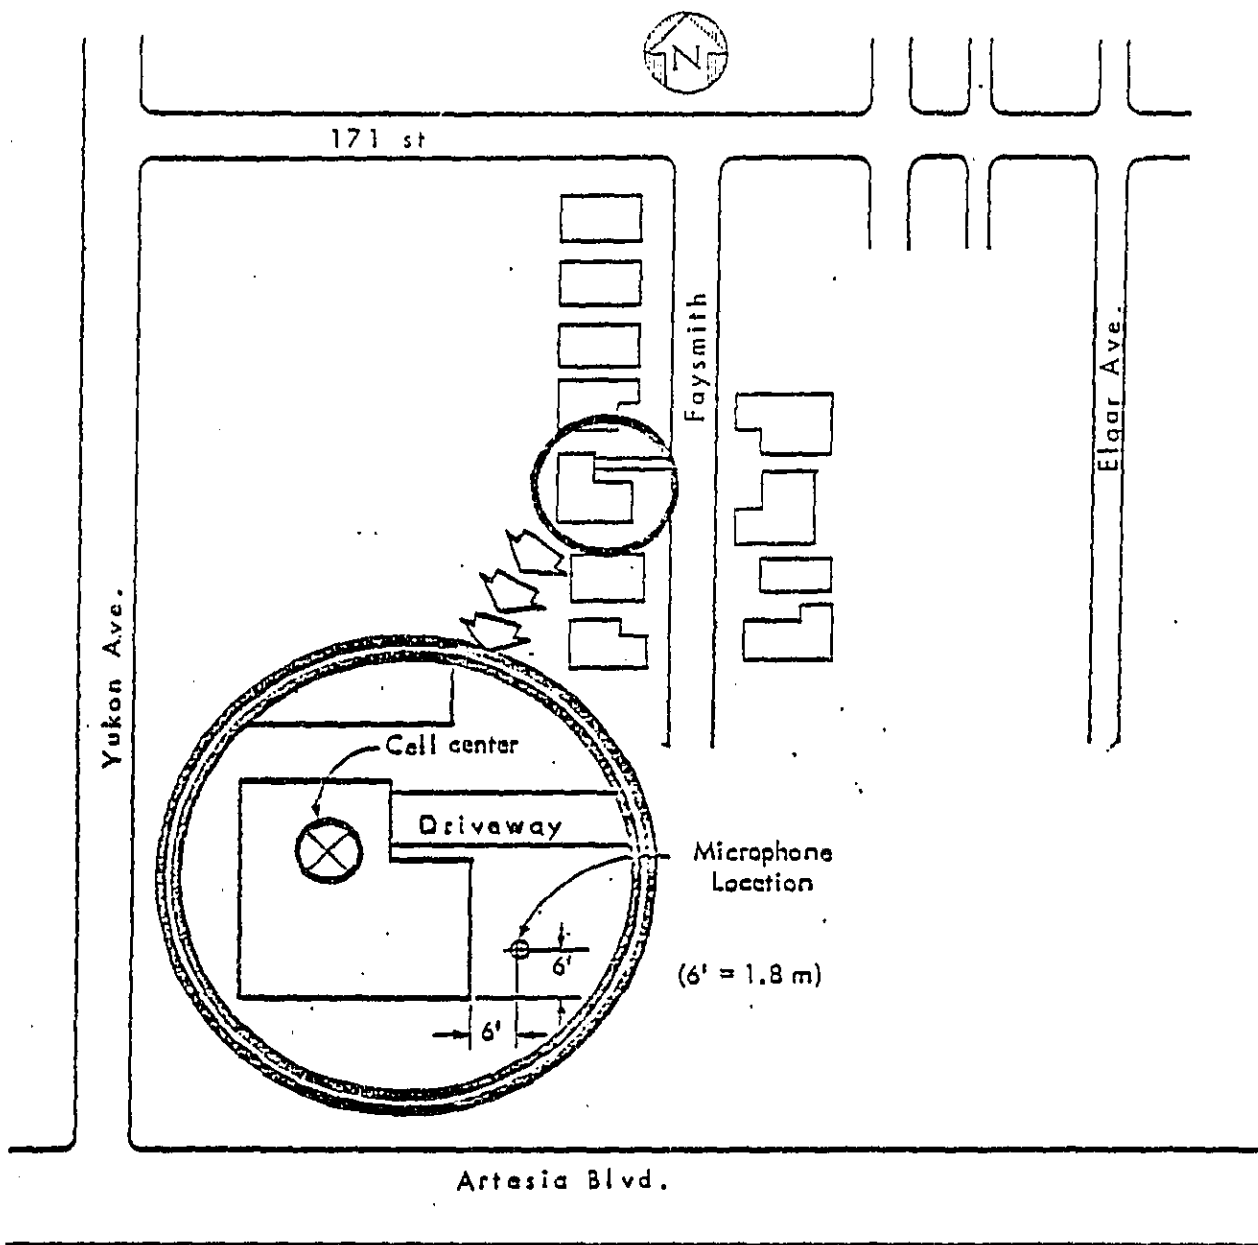 N
171 st
Faysmith
Elgar Ave.
Yukon Ave.
Cell center
Driveway
Microphone
Location
6'
(6' = 1.8 m)
6'
Artesia Blvd.